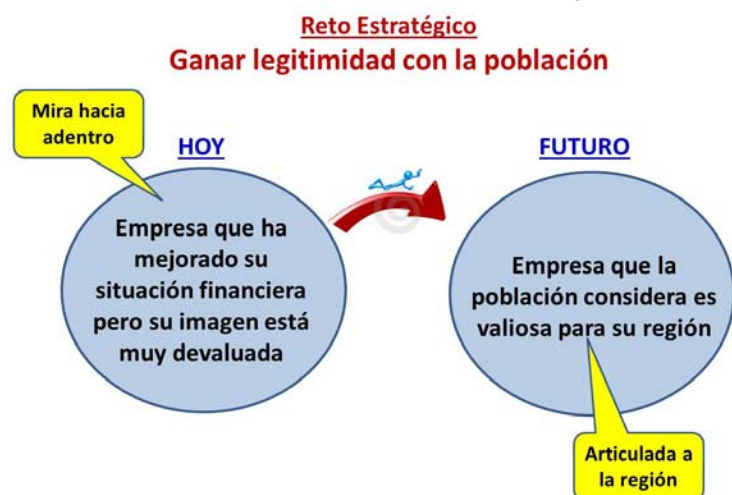 Reto Estratégico
Ganar legitimidad con la población
Mira hacia
adentro
HOY
Empresa que ha
mejorado su
situación financiera
pero su imagen está
muy devaluada
FUTURO
Empresa que la
población considera es
valiosa para su región
Articulada a
la región